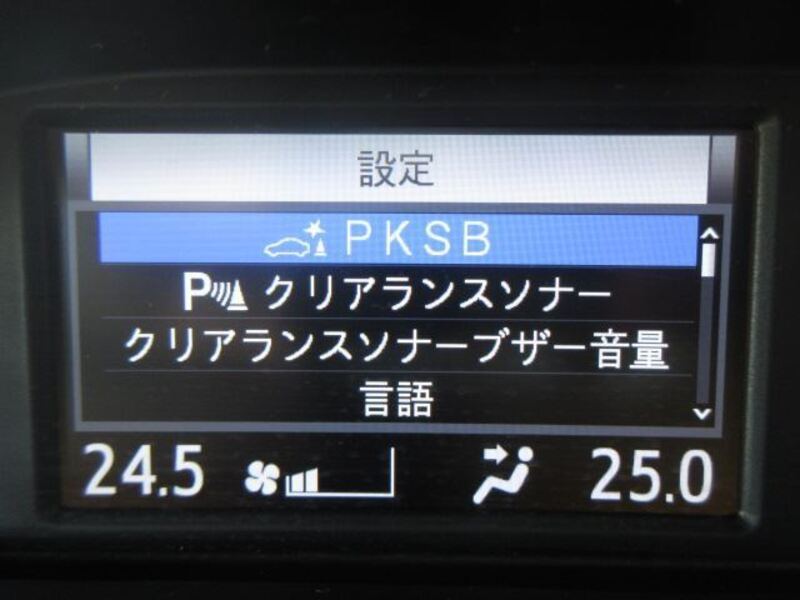 設定
PKSB
P クリアランスソナー
クリアランスソナーブザー音量
言語
24.5 25.0